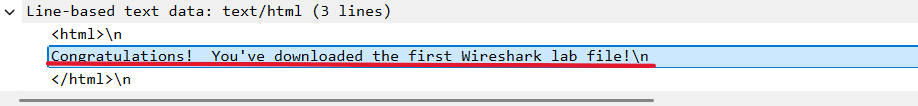 Line-based text data: text/html (3 lines)
<html>\n
Congratulations!  You've downloaded the first Wireshark lab file!\n
</html>\n